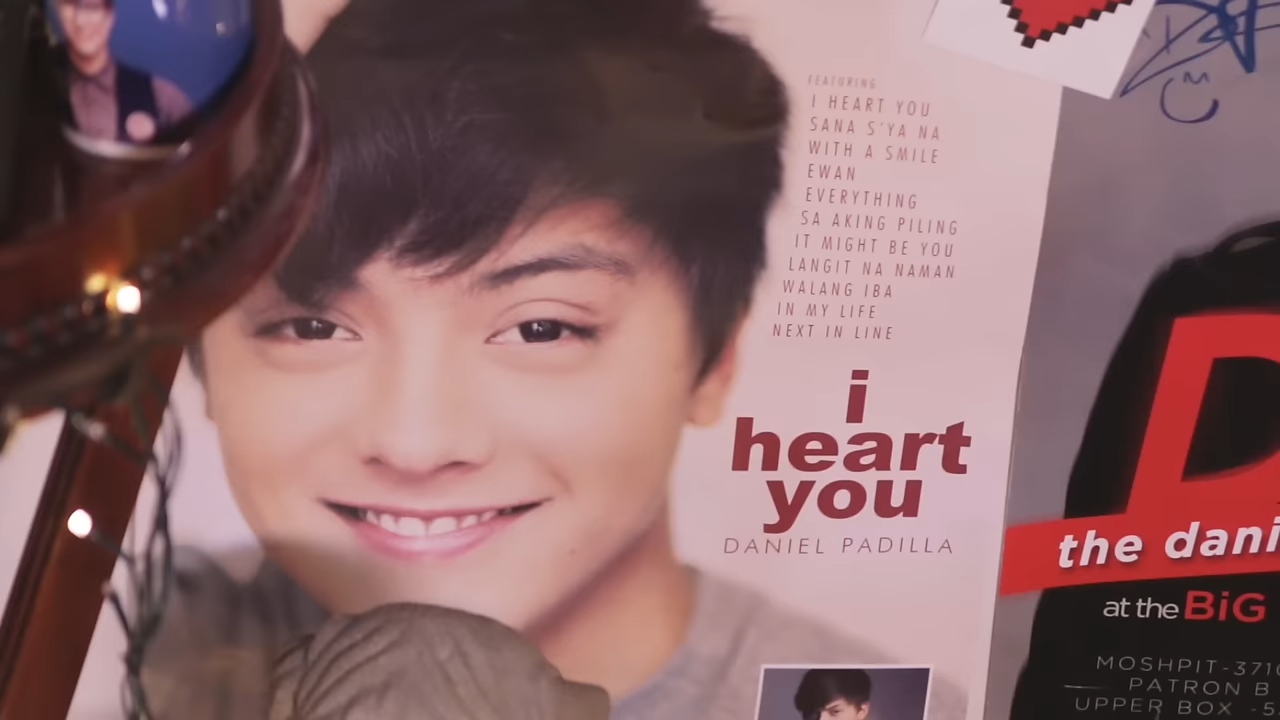 FEATURING
I HEART YOU
SANA S'YA NA
WITH A SMILE
EWAN
EVERYTHING
SA AKING PILING
IT MIGHT BE YOU
LANGIT NA NAMAN
WALANG IBA
IN MY LIFE
NEXT IN LINE
i
heart
you
DANIEL PADILLA
D
the dani
at the BiG
MOSHPIT-371
PATRON B
UPPER BOX -5